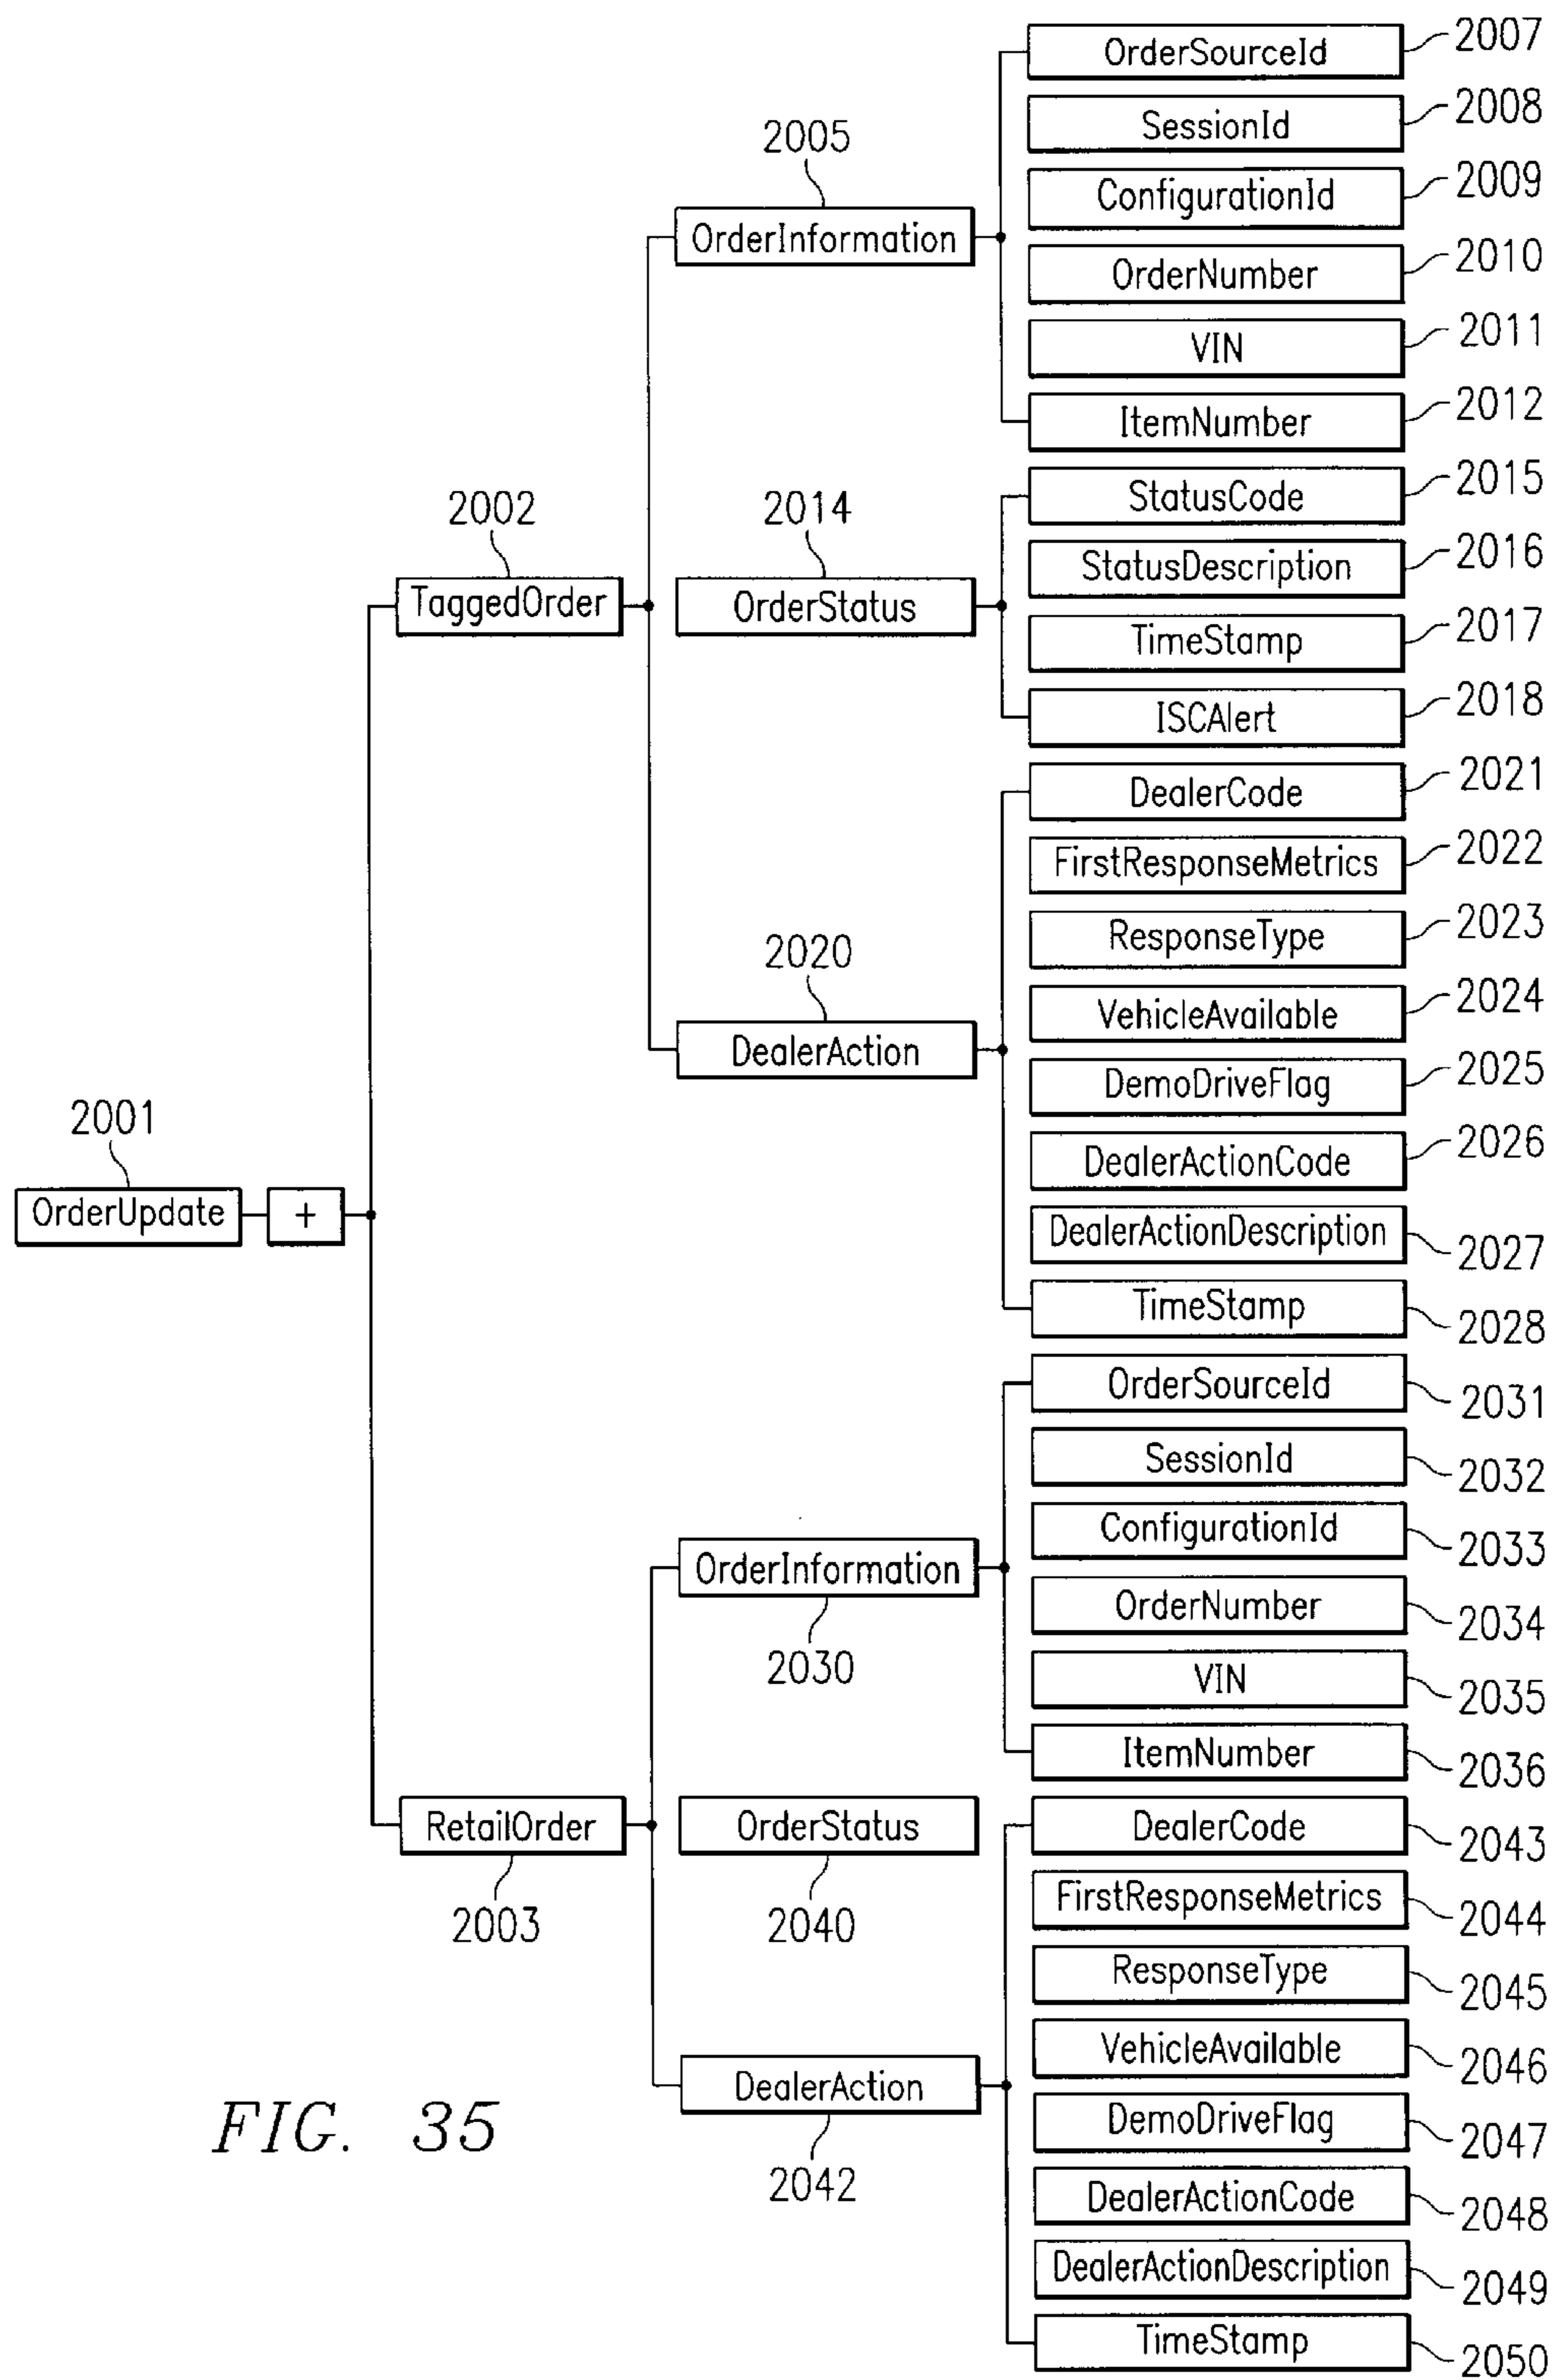 OrderSourceId 2007
SessionId 2008
2005
ConfigurationId 2009
OrderInformation
OrderNumber 2010
VIN 2011
ItemNumber 2012
2002
2014
StatusCode 2015
StatusDescription 2016
TaggedOrder
OrderStatus
TimeStamp 2017
ISCAlert 2018
DealerCode 2021
FirstResponseMetrics 2022
2020
ResponseType 2023
VehicleAvailable 2024
DealerAction
DemoDriveFlag 2025
2001
DealerActionCode 2026
OrderUpdate
+
DealerActionDescription 2027
TimeStamp 2028
OrderSourceId 2031
SessionId 2032
ConfigurationId 2033
OrderInformation
OrderNumber 2034
2030
VIN 2035
ItemNumber 2036
RetailOrder
OrderStatus
DealerCode 2043
2003
2040
FirstResponseMetrics 2044
ResponseType 2045
VehicleAvailable 2046
DealerAction
DemoDriveFlag 2047
2042
DealerActionCode 2048
DealerActionDescription 2049
TimeStamp 2050
FIG. 35